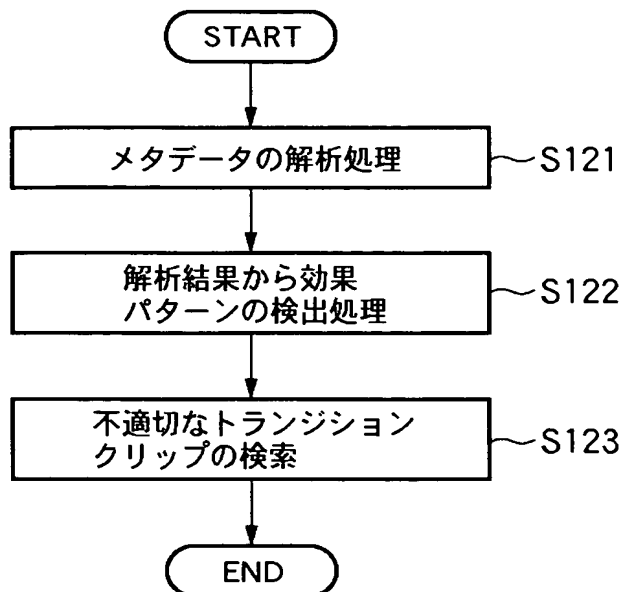 START
メタデータの解析処理
S121
解析結果から効果
パターンの検出処理
S122
不適切なトランジション
クリップの検索
S123
END